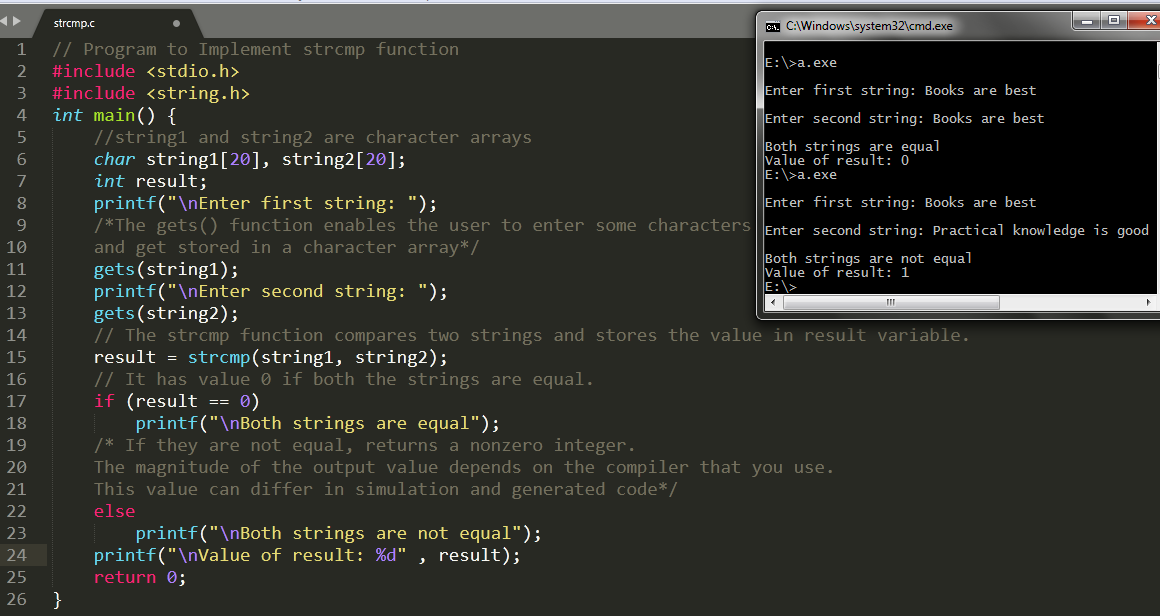 strcmp.c
1 // Program to Implement strcmp function
2 #include <stdio.h>
3 #include <string.h>
4 int main() {
5 //string1 and string2 are character arrays
6 char string1[20], string2[20];
7 int result;
8 printf("\nEnter first string: ");
9 /*The gets() function enables the user to enter some characters
10 and get stored in a character array*/
11 gets(string1);
12 printf("\nEnter second string: ");
13 gets(string2);
14 // The strcmp function compares two strings and stores the value in result variable.
15 result = strcmp(string1, string2);
16 // It has value 0 if both the strings are equal.
17 if (result == 0)
18 printf("\nBoth strings are equal");
19 /* If they are not equal, returns a nonzero integer.
20 The magnitude of the output value depends on the compiler that you use.
21 This value can differ in simulation and generated code*/
22 else
23 printf("\nBoth strings are not equal");
24 printf("\nValue of result: %d" , result);
25 return 0;
26 }
C:\Windows\system32\cmd.exe
E:\>a.exe
Enter first string: Books are best
Enter second string: Books are best
Both strings are equal
Value of result: 0
E:\>a.exe
Enter first string: Books are best
Enter second string: Practical knowledge is good
Both strings are not equal
Value of result: 1
E:\>